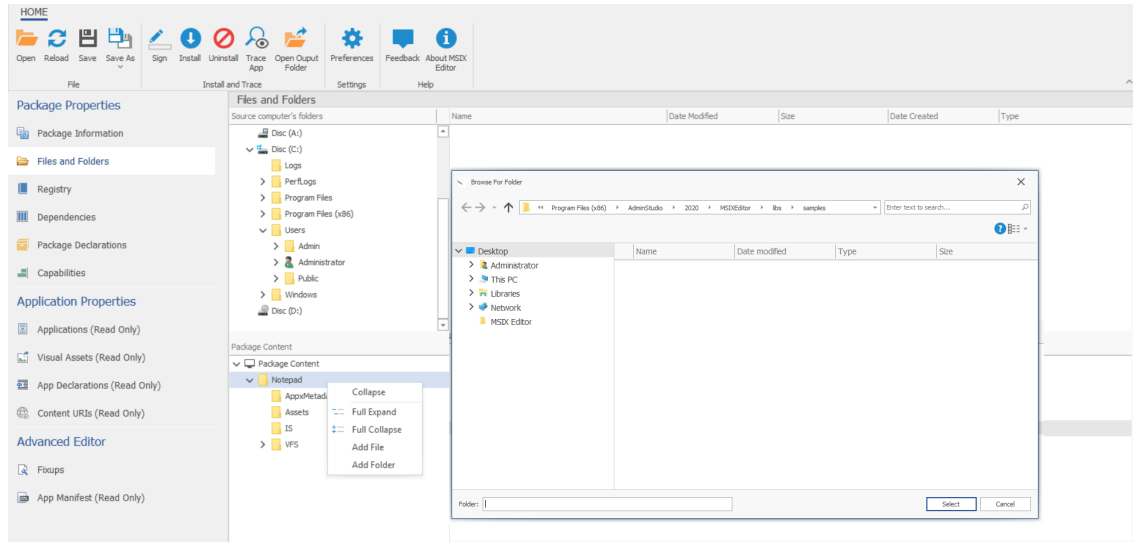 HOME
Open Reload Save Save As Sign Install Uninstall Trace App Open Ouput Folder Preferences Feedback About MSIX Editor
File Install and Trace Settings Help
Package Properties
Package Information
Files and Folders
Registry
Dependencies
Package Declarations
Capabilities
Application Properties
Applications (Read Only)
Visual Assets (Read Only)
App Declarations (Read Only)
Content URIs (Read Only)
Advanced Editor
Fixups
App Manifest (Read Only)
Files and Folders
Source computer's folders
Name Date Modified Size Date Created Type
Disc (A:)
Disc (C:)
Logs
PerfLogs
Program Files
Program Files (x86)
Users
Admin
Administrator
Public
Windows
Disc (D:)
Package Content
Package Content
Notepad
AppxMetad
Assets
IS
VFS
Collapse
Full Expand
Full Collapse
Add File
Add Folder
Browse For Folder
Program Files (x86) AdminStudio 2020 MSIXEditor libs samples Enter text to search...
Desktop
Administrator
This PC
Libraries
Network
MSIX Editor
Name Date modified Type Size
Folder: Select Cancel